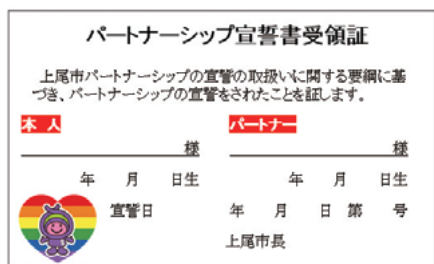 パートナーシップ宣誓書受領証
上尾市パートナーシップの宣誓の取扱いに関する要綱に基
づき、パートナーシップの宣誓をされたことを証します。
本人 パートナー
様 様
年 月 日生 年 月 日生
宣誓日 年 月 日 第 号
上尾市長